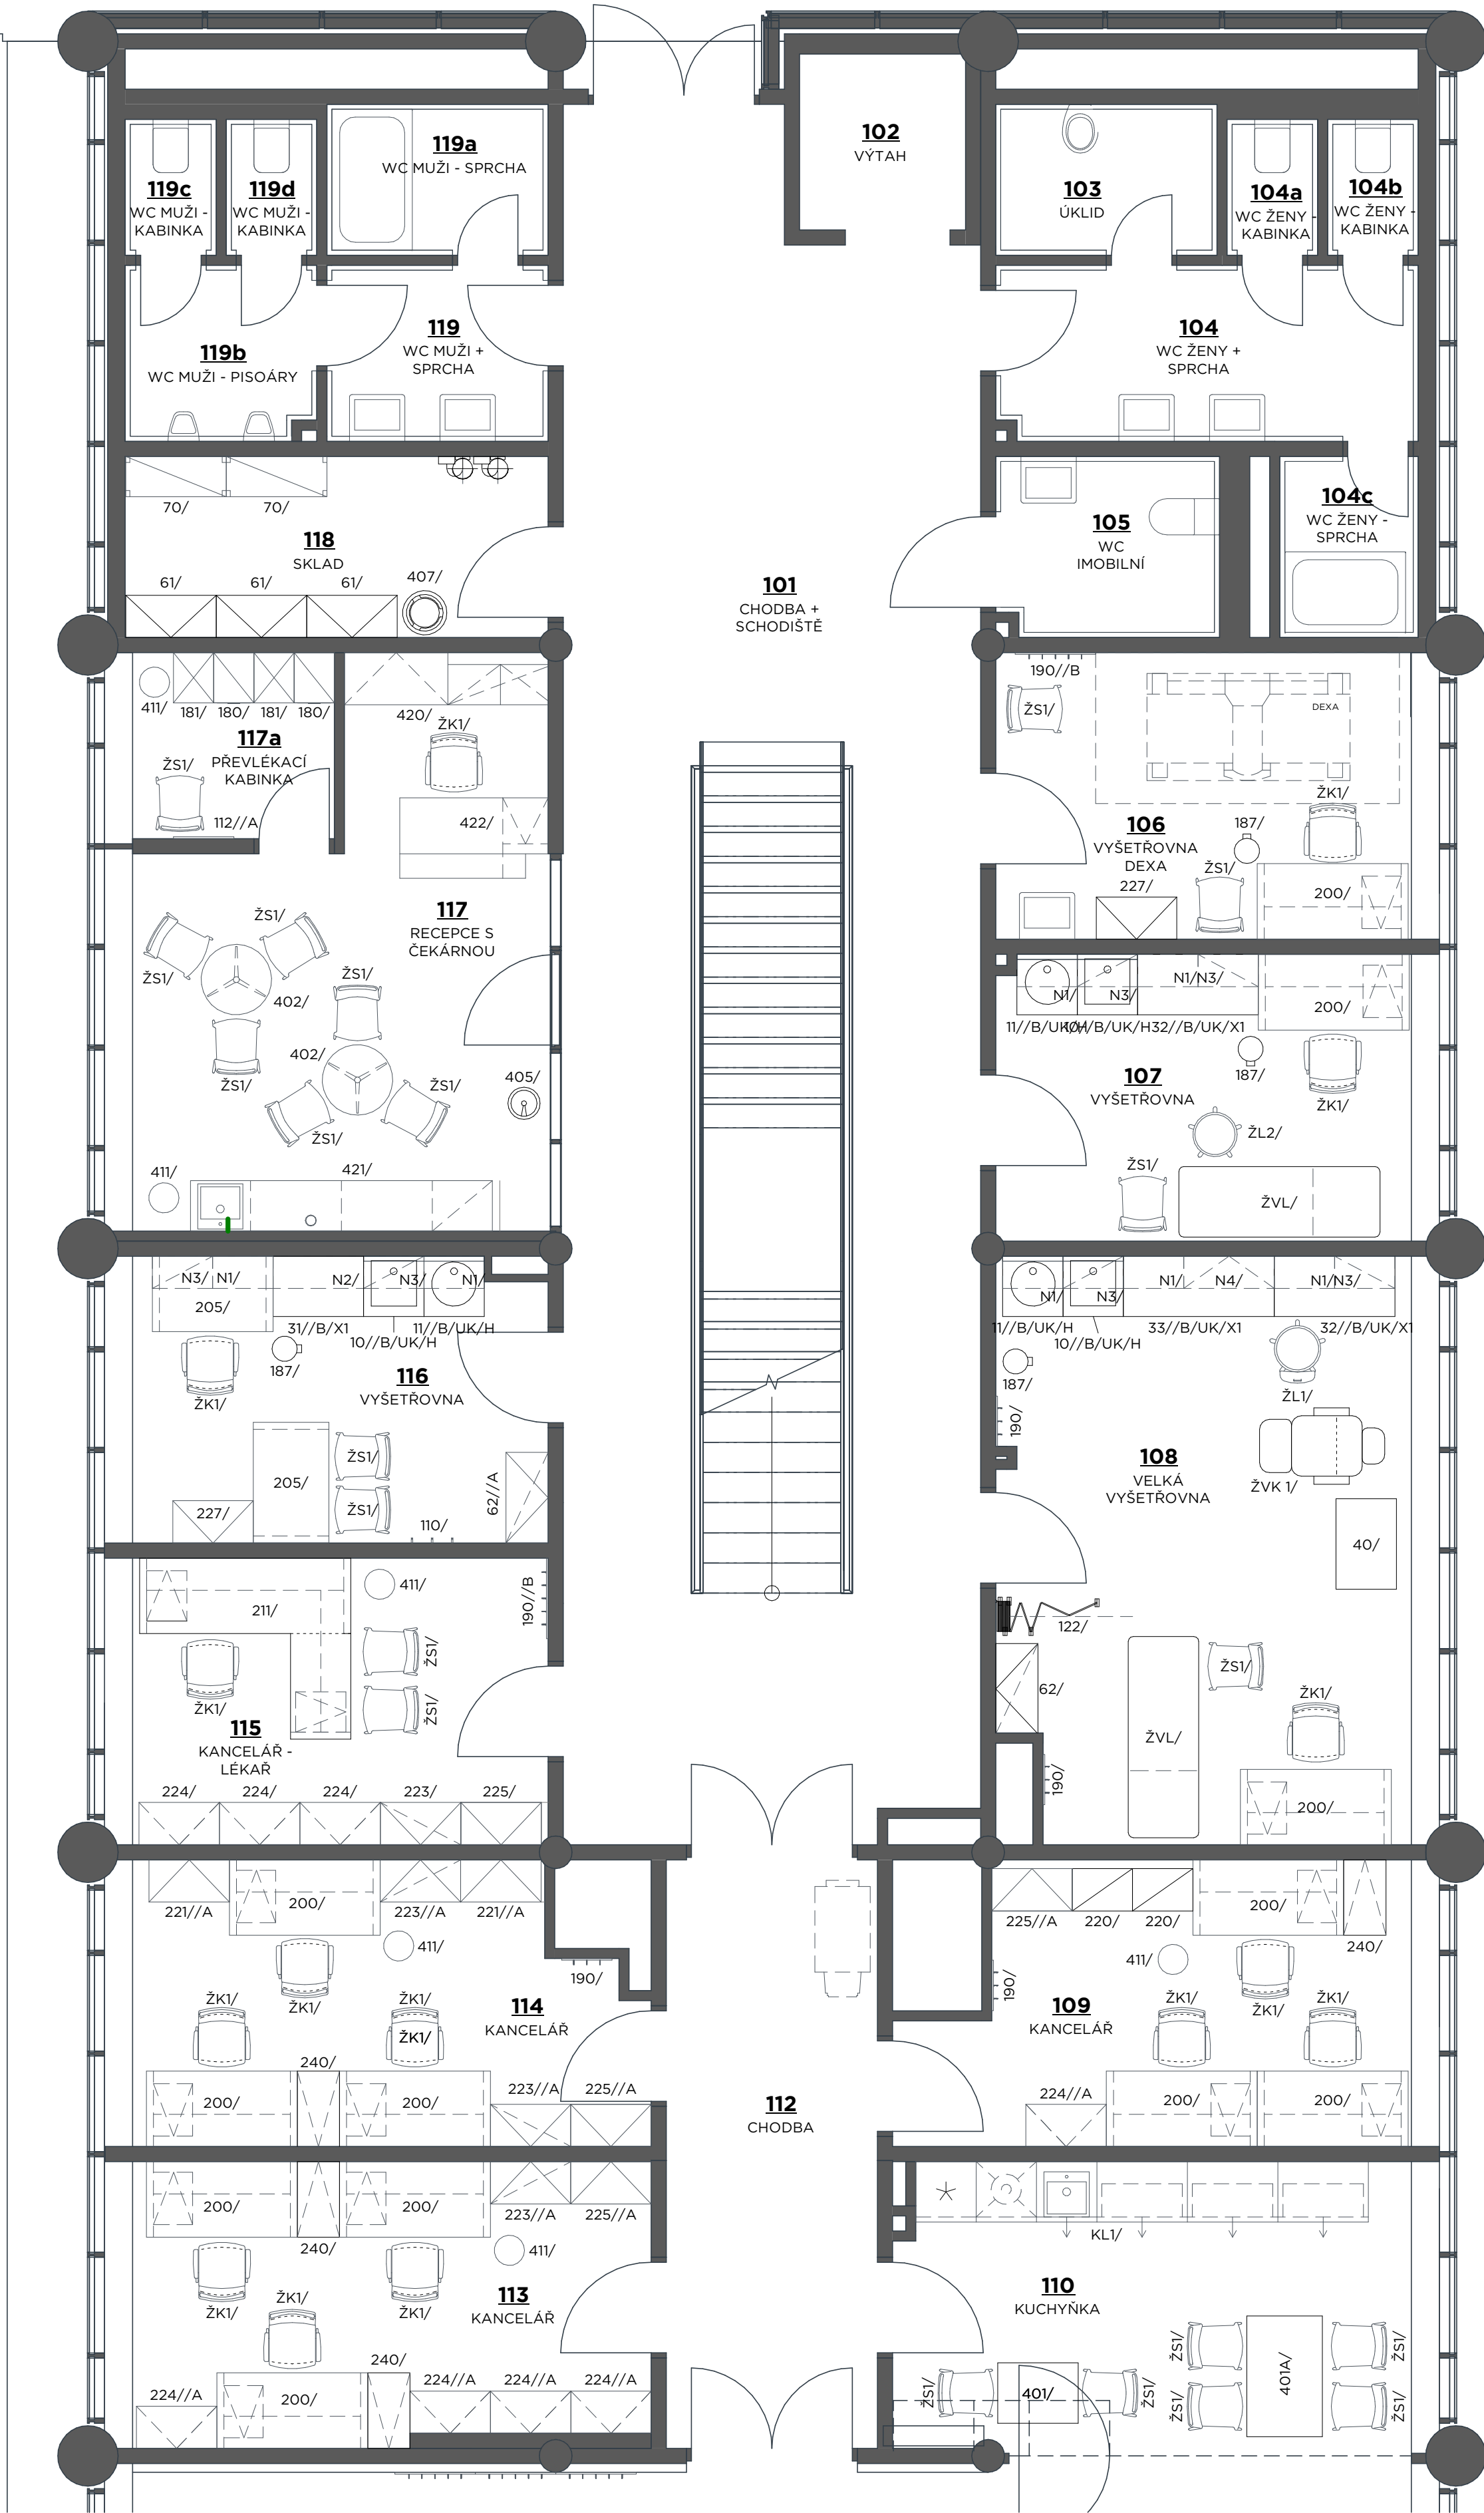 119c
WC MUŽI -
KABINKA
119d
WC MUŽI -
KABINKA
119a
WC MUŽI - SPRCHA
102
VÝTAH
103
ÚKLID
104a
WC ŽENY -
KABINKA
104b
WC ŽENY -
KABINKA
119b
WC MUŽI - PISOÁRY
119
WC MUŽI +
SPRCHA
104
WC ŽENY +
SPRCHA
70/
70/
118
SKLAD
61/
61/
61/
407/
101
CHODBA +
SCHODIŠTĚ
105
WC
IMOBILNÍ
104c
WC ŽENY -
SPRCHA
411/
181/
180/
181/
180/
117a
PŘEVLÉKACÍ
KABINKA
ŽS1/
112//A
420/
ŽK1/
422/
190//B
ŽS1/
DEXA
ŽK1/
106
VYŠETŘOVNA
DEXA
187/
ŽS1/
227/
200/
117
RECEPCE S
ČEKÁRNOU
ŽS1/
ŽS1/
402/
ŽS1/
ŽS1/
402/
ŽS1/
ŽS1/
405/
411/
421/
N1/
N3/
N1/N3/
200/
11//B/UK/H
10//B/UK/H
32//B/UK/X1
187/
ŽK1/
107
VYŠETŘOVNA
ŽL2/
ŽS1/
ŽVL/
N3/
N1/
205/
N2/
N3/
N1/
31//B/X1
10//B/UK/H
11//B/UK/H
187/
ŽK1/
116
VYŠETŘOVNA
ŽS1/
205/
ŽS1/
227/
110/
62//A
N1/
N3/
N1/
N4/
N1/N3/
11//B/UK/H
10//B/UK/H
33//B/UK/X1
32//B/UK/X1
187/
190/
ŽL1/
108
VELKÁ
VYŠETŘOVNA
ŽVK 1/
40/
122/
62/
ŽS1/
ŽK1/
ŽVL/
190/
200/
211/
411/
190//B
ŽS1/
ŽK1/
ŽS1/
115
KANCELÁŘ -
LÉKAŘ
224/
224/
224/
223/
225/
221//A
200/
223//A
221//A
411/
190/
ŽK1/
ŽK1/
ŽK1/
ŽK1/
114
KANCELÁŘ
240/
200/
200/
223//A
225//A
225//A
220/
220/
200/
240/
411/
190/
109
KANCELÁŘ
ŽK1/
ŽK1/
ŽK1/
224//A
200/
200/
112
CHODBA
200/
200/
223//A
225//A
240/
411/
ŽK1/
ŽK1/
ŽK1/
113
KANCELÁŘ
240/
224//A
200/
224//A
224//A
224//A
KL1/
110
KUCHYŇKA
ŽS1/
401/
ŽS1/
ŽS1/
ŽS1/
401A/
ŽS1/
ŽS1/